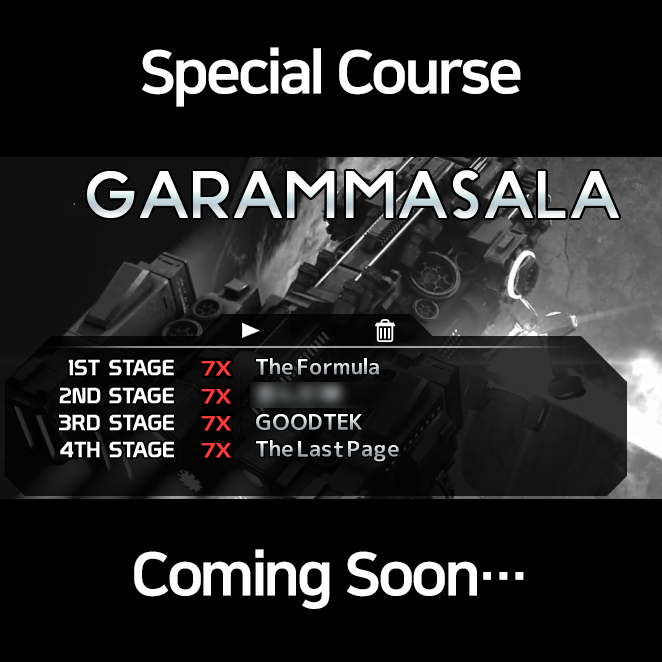 Special Course
GARAMMASALA
1ST STAGE 7X The Formula
2ND STAGE 7X
3RD STAGE 7X GOODTEK
4TH STAGE 7X The Last Page
Coming Soon···